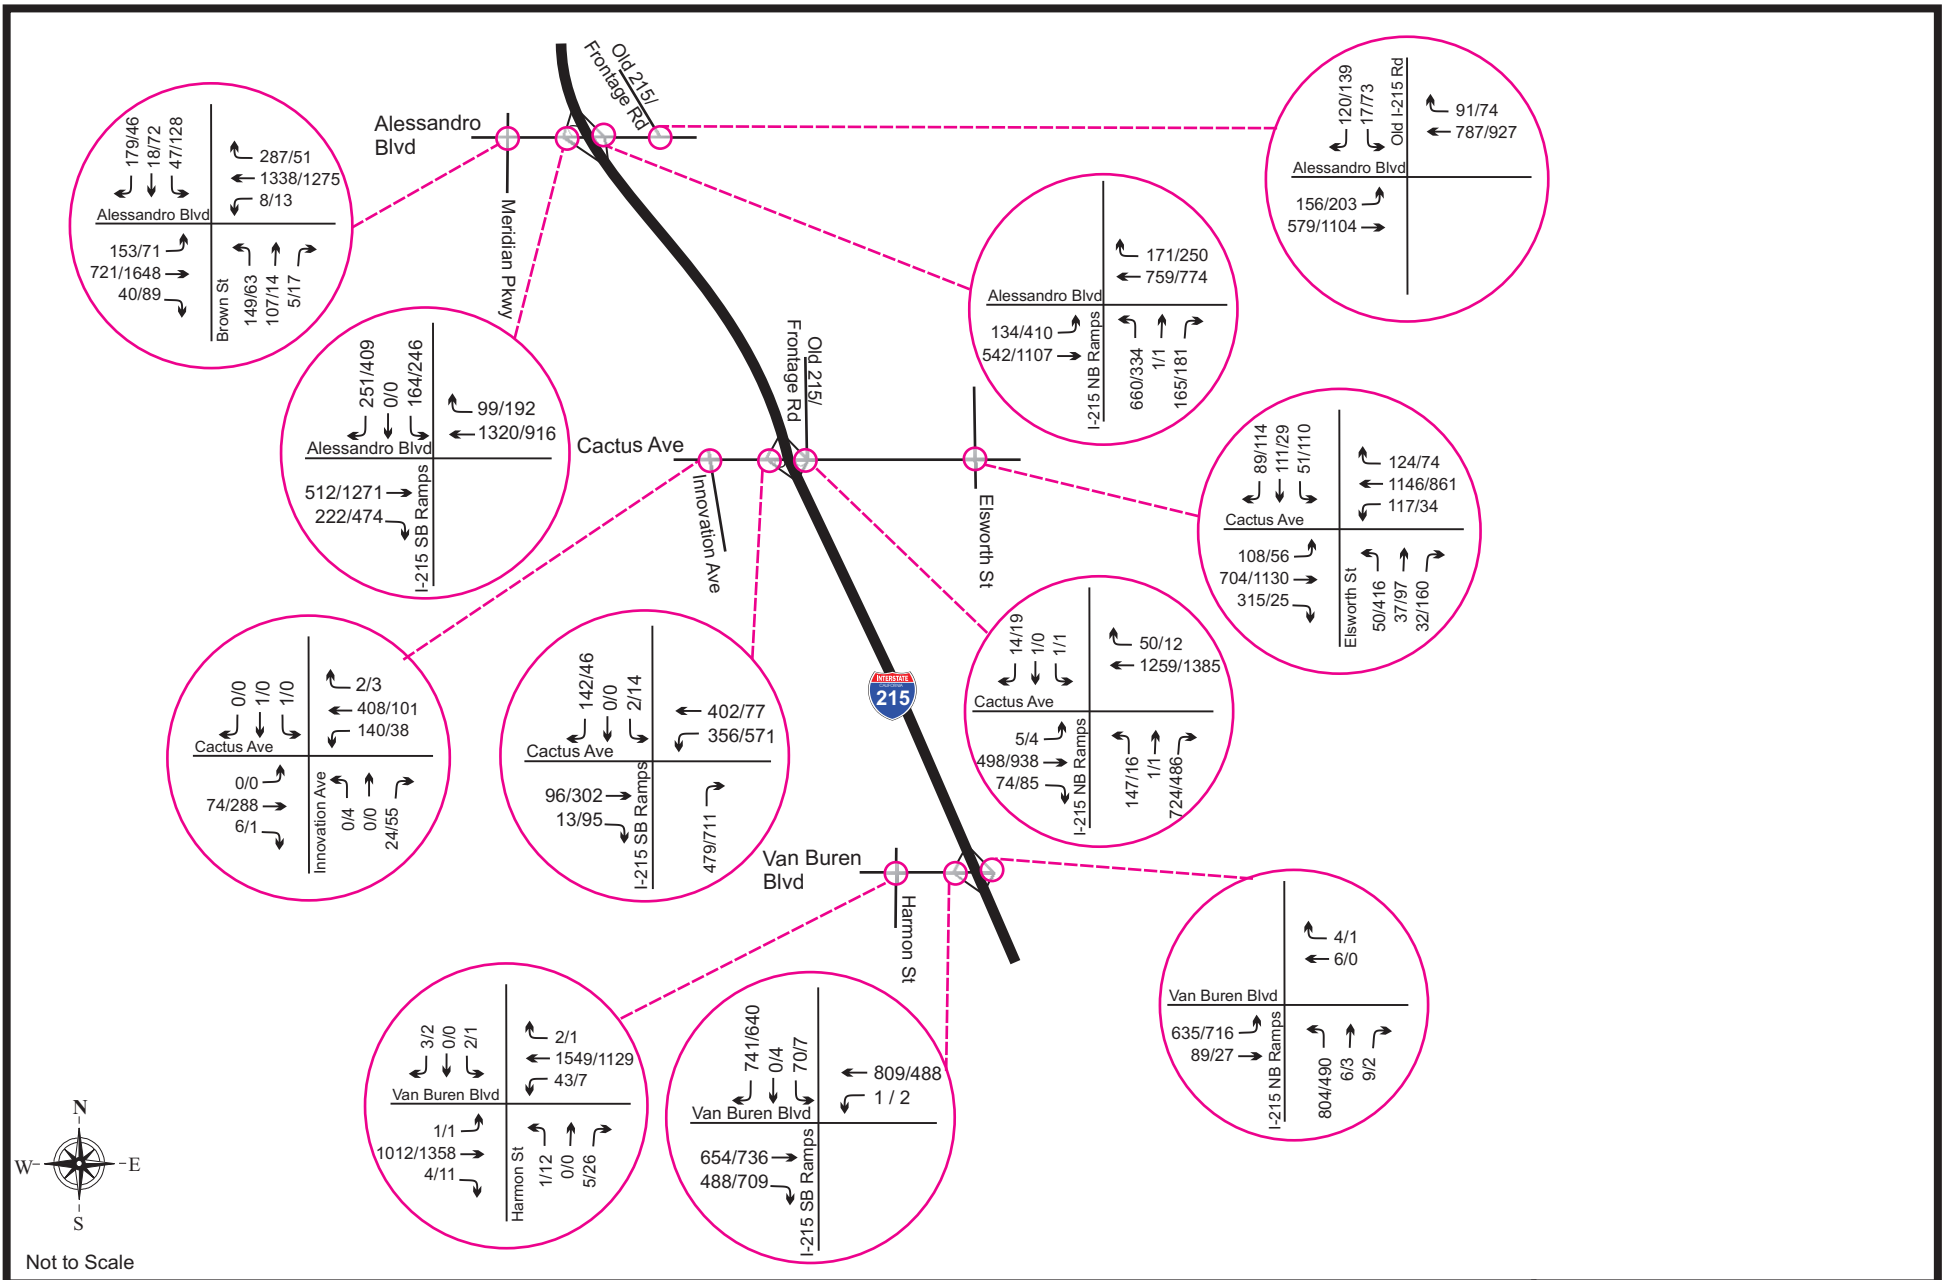 Old 215/
Frontage Rd
Alessandro
Blvd
Meridian Pkwy
179/46
18/72
47/128
287/51
1338/1275
8/13
Alessandro Blvd
153/71
721/1648
40/89
Brown St
149/63
107/14
5/17
120/139
17/73
Old I-215 Rd
91/74
787/927
Alessandro Blvd
156/203
579/1104
171/250
759/774
Alessandro Blvd
134/410
542/1107
I-215 NB Ramps
660/334
1/1
165/181
251/409
0/0
164/246
99/192
1320/916
Alessandro Blvd
512/1271
222/474
I-215 SB Ramps
Old 215/
Frontage Rd
Cactus Ave
Innovation Ave
Elsworth St
89/114
111/29
51/110
124/74
1146/861
117/34
Cactus Ave
108/56
704/1130
315/25
Elsworth St
50/416
37/97
32/160
0/0
1/0
1/0
2/3
408/101
140/38
Cactus Ave
0/0
74/288
6/1
Innovation Ave
0/4
0/0
24/55
142/46
0/0
2/14
402/77
356/571
Cactus Ave
96/302
13/95
I-215 SB Ramps
479/711
14/19
1/0
1/1
50/12
1259/1385
Cactus Ave
5/4
498/938
74/85
I-215 NB Ramps
147/16
1/1
724/486
INTERSTATE
CALIFORNIA
215
Van Buren
Blvd
Harmon St
3/2
0/0
2/1
2/1
1549/1129
43/7
Van Buren Blvd
1/1
1012/1358
4/11
Harmon St
1/12
0/0
5/26
741/640
0/4
70/7
809/488
1 / 2
Van Buren Blvd
654/736
488/709
I-215 SB Ramps
4/1
6/0
Van Buren Blvd
635/716
89/27
I-215 NB Ramps
804/490
6/3
9/2
N
W
E
S
Not to Scale